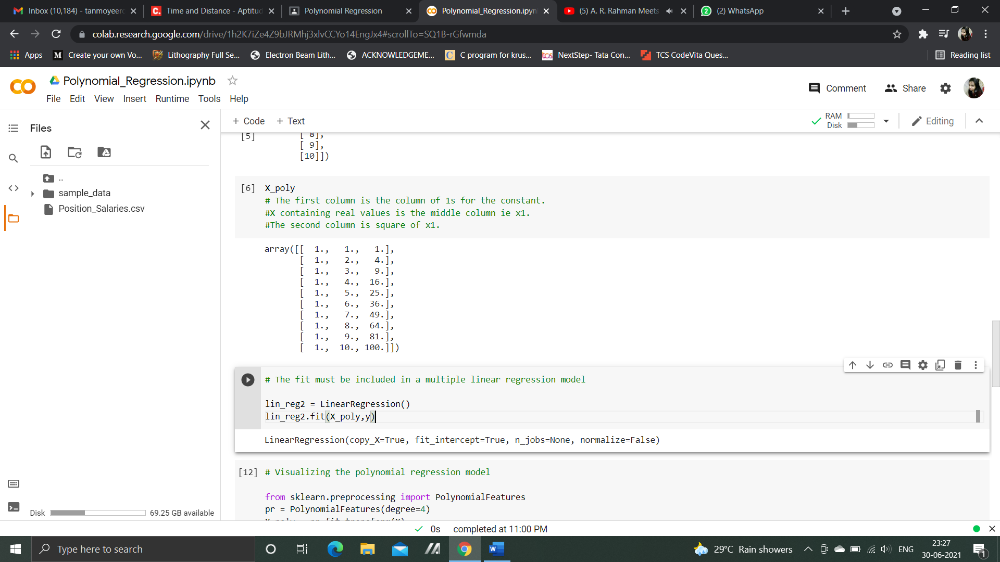 Inbox (10,184) - tanmoyeero
Time and Distance - Aptitud
Polynomial Regression
Polynomial_Regression.ipyn
(5) A. R. Rahman Meets
(2) WhatsApp
colab.research.google.com/drive/1h2K7iZe4Z9bJRMhj3xlvCCYo14EngJx4#scrollTo=SQ1B-rGfwmda
Apps
Create your own Vo...
Lithography Full Se...
Electron Beam Lith...
ACKNOWLEDGEME...
C program for krus...
NextStep- Tata Con...
TCS CodeVita Ques...
Reading list
Polynomial_Regression.ipynb
File Edit View Insert Runtime Tools Help
Comment
Share
Files
+ Code + Text
RAM
Disk
Editing
..
sample_data
Position_Salaries.csv
Disk 69.25 GB available
[5] [ 8],
[ 9],
[10]])
[6] X_poly
# The first column is the column of 1s for the constant.
#X containing real values is the middle column ie x1.
#The second column is square of x1.
array([[ 1., 1., 1.],
[ 1., 2., 4.],
[ 1., 3., 9.],
[ 1., 4., 16.],
[ 1., 5., 25.],
[ 1., 6., 36.],
[ 1., 7., 49.],
[ 1., 8., 64.],
[ 1., 9., 81.],
[ 1., 10., 100.]])
# The fit must be included in a multiple linear regression model
lin_reg2 = LinearRegression()
lin_reg2.fit(X_poly,y)
LinearRegression(copy_X=True, fit_intercept=True, n_jobs=None, normalize=False)
[12] # Visualizing the polynomial regression model
from sklearn.preprocessing import PolynomialFeatures
pr = PolynomialFeatures(degree=4)
X_poly = pr.fit_transform(X)
0s completed at 11:00 PM
Type here to search
29°C Rain showers
ENG
23:27
30-06-2021
1